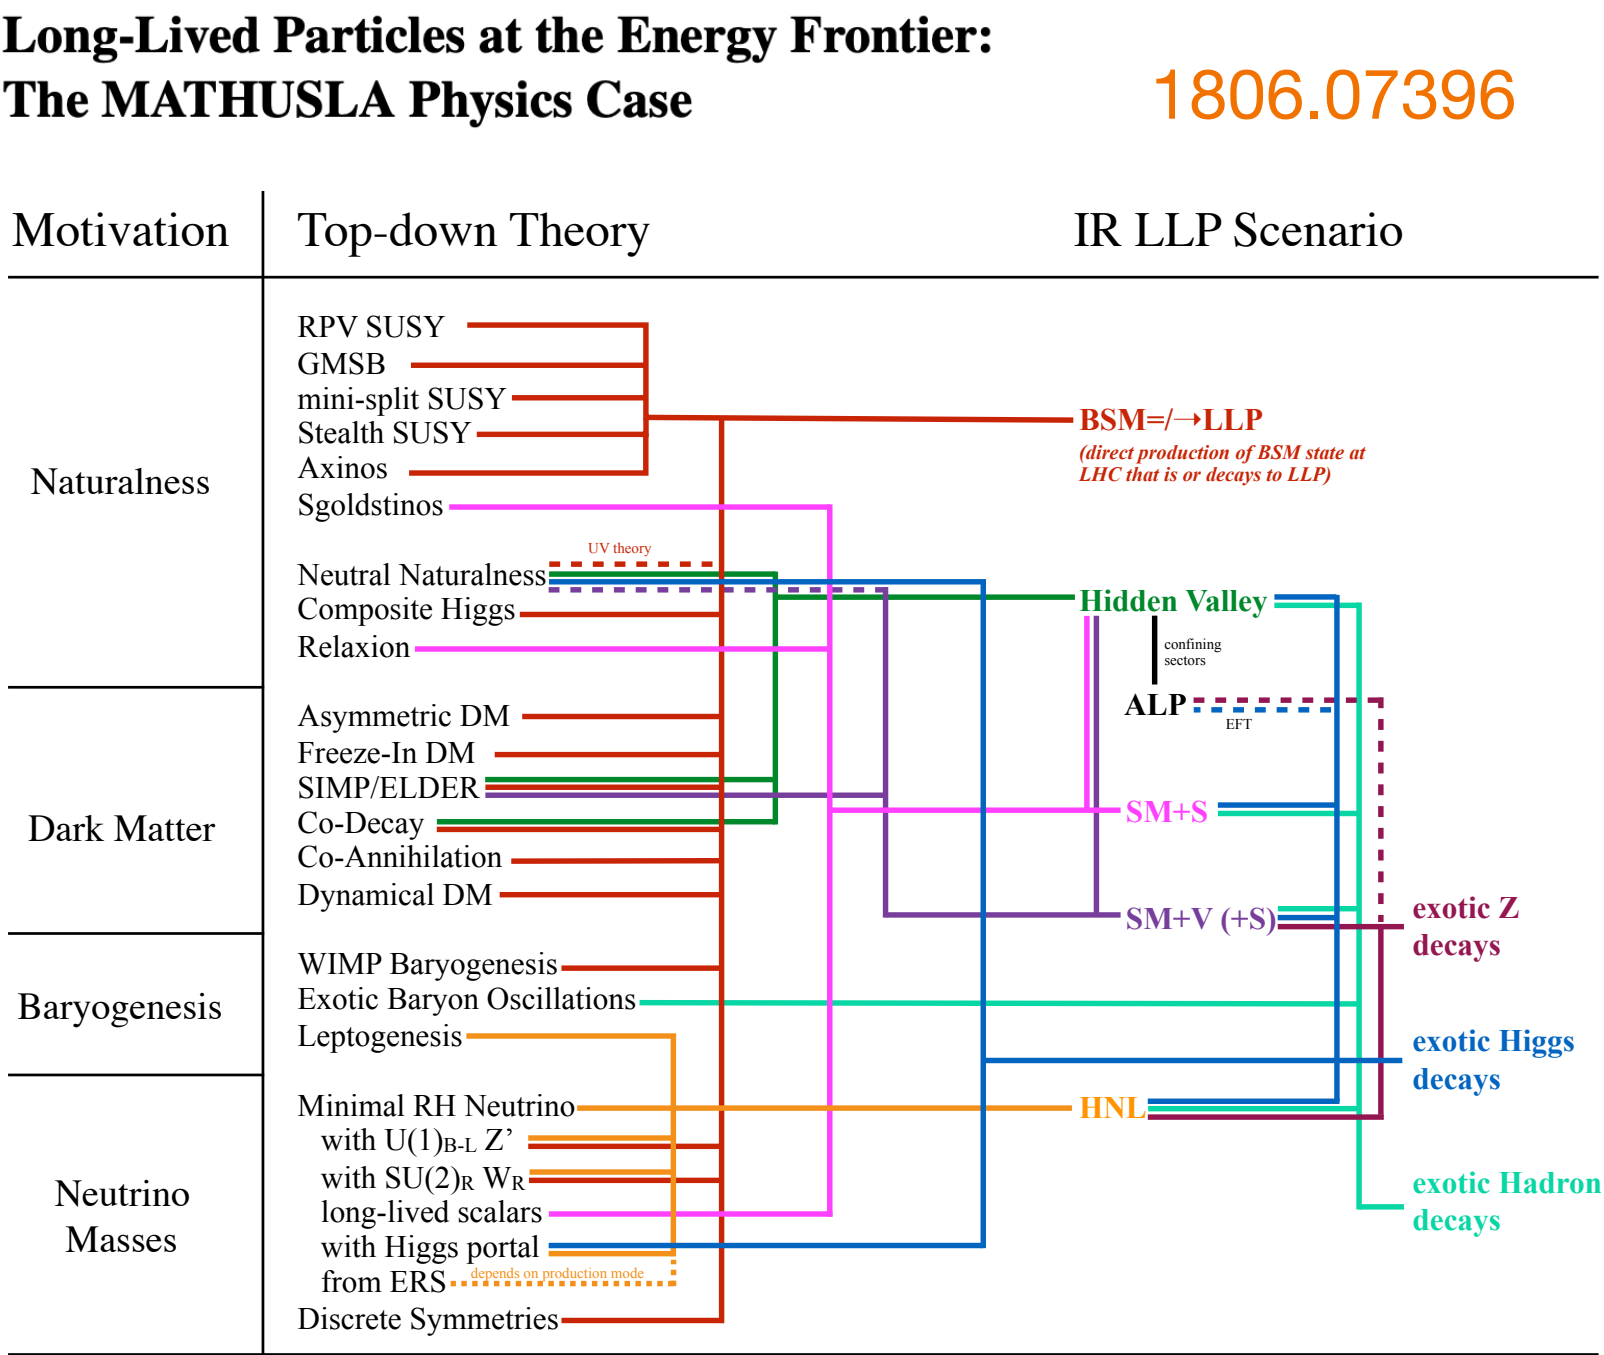 Long-Lived Particles at the Energy Frontier:
The MATHUSLA Physics Case
1806.07396
Motivation
Top-down Theory
IR LLP Scenario
Naturalness
RPV SUSY
GMSB
mini-split SUSY
Stealth SUSY
Axinos
Sgoldstinos
UV theory
Neutral Naturalness
Composite Higgs
Relaxion
Dark Matter
Asymmetric DM
Freeze-In DM
SIMP/ELDER
Co-Decay
Co-Annihilation
Dynamical DM
Baryogenesis
WIMP Baryogenesis
Exotic Baryon Oscillations
Leptogenesis
Neutrino
Masses
Minimal RH Neutrino
with U(1)B-L Z’
with SU(2)R WR
long-lived scalars
with Higgs portal
from ERS
depends on production mode
Discrete Symmetries
BSM=/→LLP
(direct production of BSM state at
LHC that is or decays to LLP)
Hidden Valley
confining
sectors
ALP
EFT
SM+S
SM+V (+S)
HNL
exotic Z
decays
exotic Higgs
decays
exotic Hadron
decays